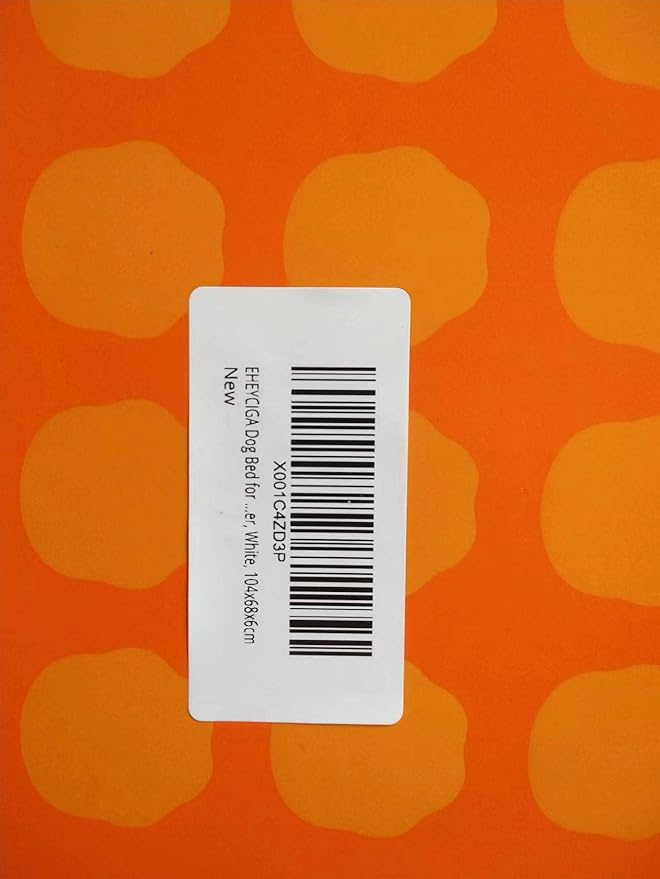 X001C4ZD3P
EHEYCIGA Dog Bed for ...er, White, 104x68x6cm
New